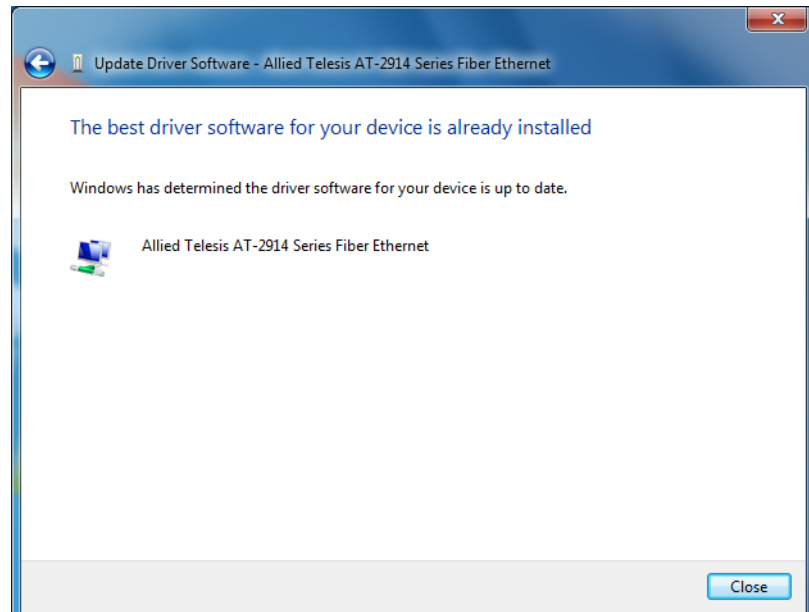 Update Driver Software - Allied Telesis AT-2914 Series Fiber Ethernet
The best driver software for your device is already installed
Windows has determined the driver software for your device is up to date.
Allied Telesis AT-2914 Series Fiber Ethernet
Close